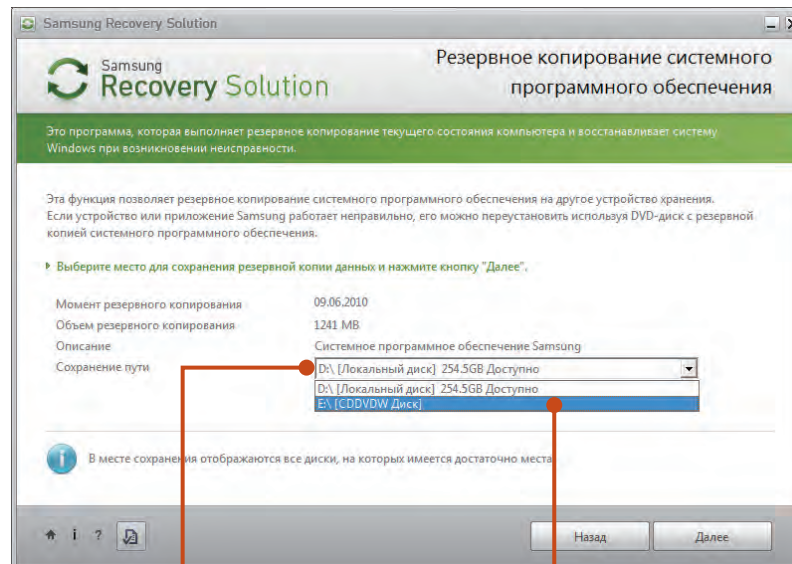 Samsung Recovery Solution
Samsung
Recovery Solution
Резервное копирование системного
программного обеспечения
Это программа, которая выполняет резервное копирование текущего состояния компьютера и восстанавливает систему
Windows при возникновении неисправности.
Эта функция позволяет резервное копирование системного программного обеспечения на другое устройство хранения.
Если устройство или приложение Samsung работает неправильно, его можно переустановить используя DVD-диск с резервной
копией системного программного обеспечения.
Выберите место для сохранения резервной копии данных и нажмите кнопку "Далее".
Момент резервного копирования 09.06.2010
Объем резервного копирования 1241 MB
Описание Системное программное обеспечение Samsung
Сохранение пути D:\ [Локальный диск] 254.5GB Доступно
D:\ [Локальный диск] 254.5GB Доступно
E:\ [CDDVDW Диск]
В месте сохранения отображаются все диски, на которых имеется достаточно места
Назад Далее